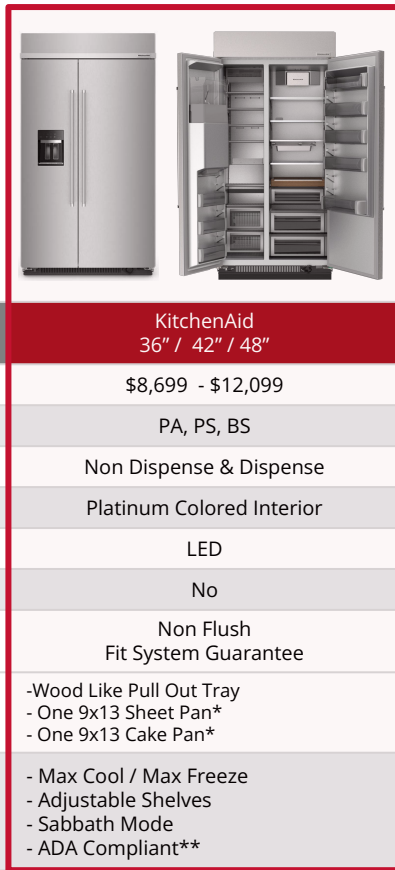 KitchenAid
36” / 42” / 48”
$8,699 - $12,099
PA, PS, BS
Non Dispense & Dispense
Platinum Colored Interior
LED
No
Non Flush
Fit System Guarantee
-Wood Like Pull Out Tray
- One 9x13 Sheet Pan*
- One 9x13 Cake Pan*
- Max Cool / Max Freeze
- Adjustable Shelves
- Sabbath Mode
- ADA Compliant**